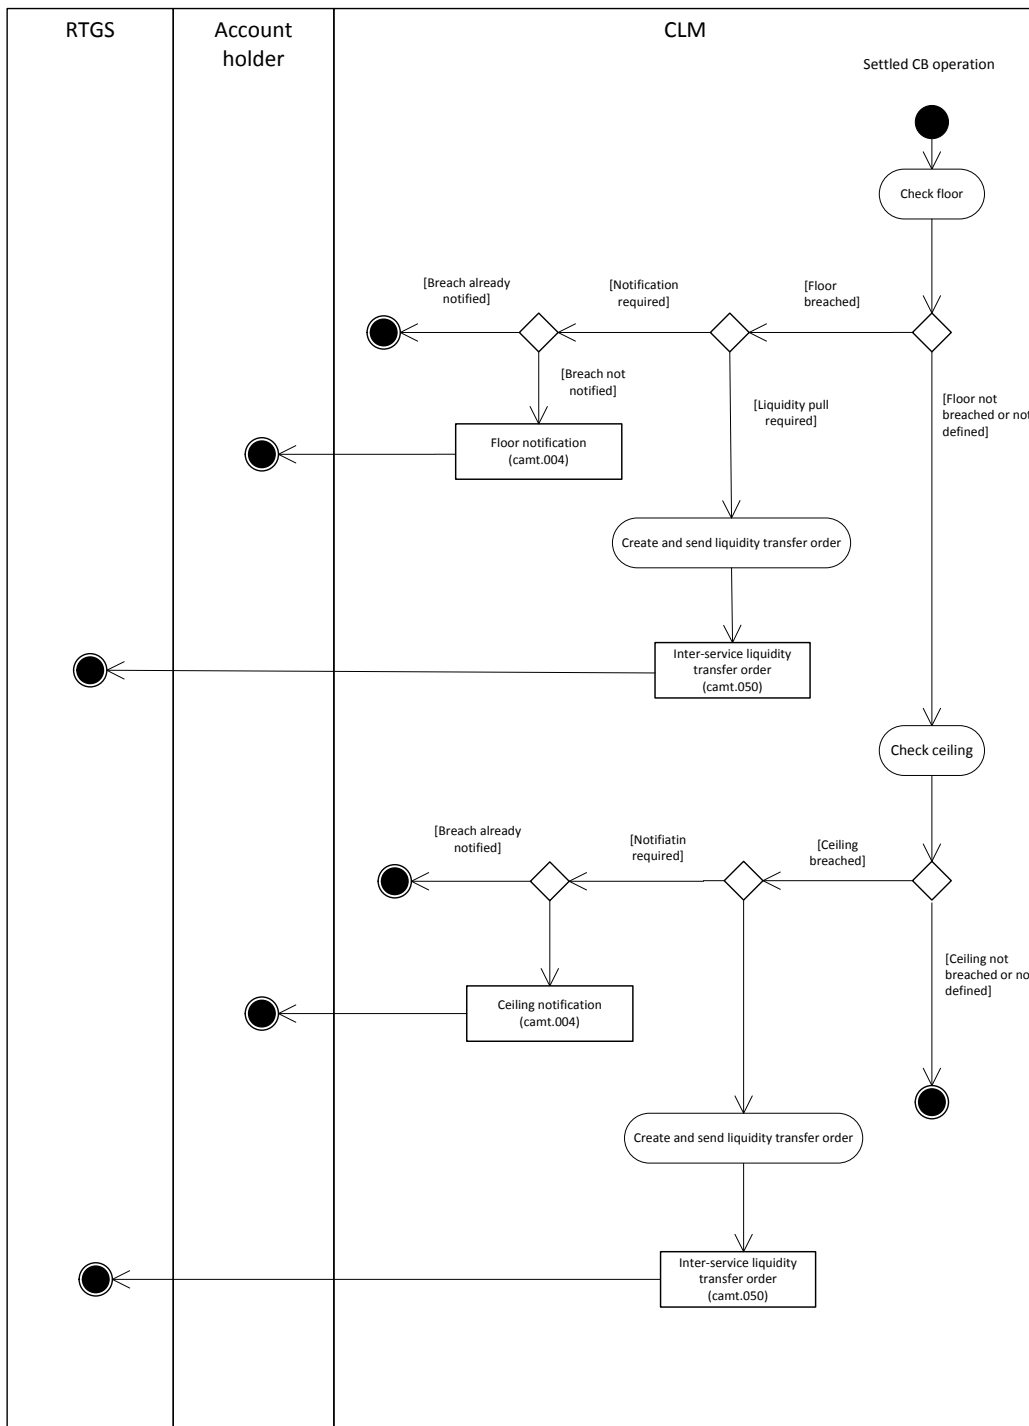 RTGS
Account
holder
CLM
Settled CB operation
Check floor
[Breach already
notified]
[Notification
required]
[Floor
breached]
[Breach not
notified]
[Liquidity pull
required]
[Floor not
breached or not
defined]
Floor notification
(camt.004)
Create and send liquidity transfer order
Inter-service liquidity
transfer order
(camt.050)
Check ceiling
[Breach already
notified]
[Notifiatin
required]
[Ceiling
breached]
[Ceiling not
breached or no
defined]
Ceiling notification
(camt.004)
Create and send liquidity transfer order
Inter-service liquidity
transfer order
(camt.050)